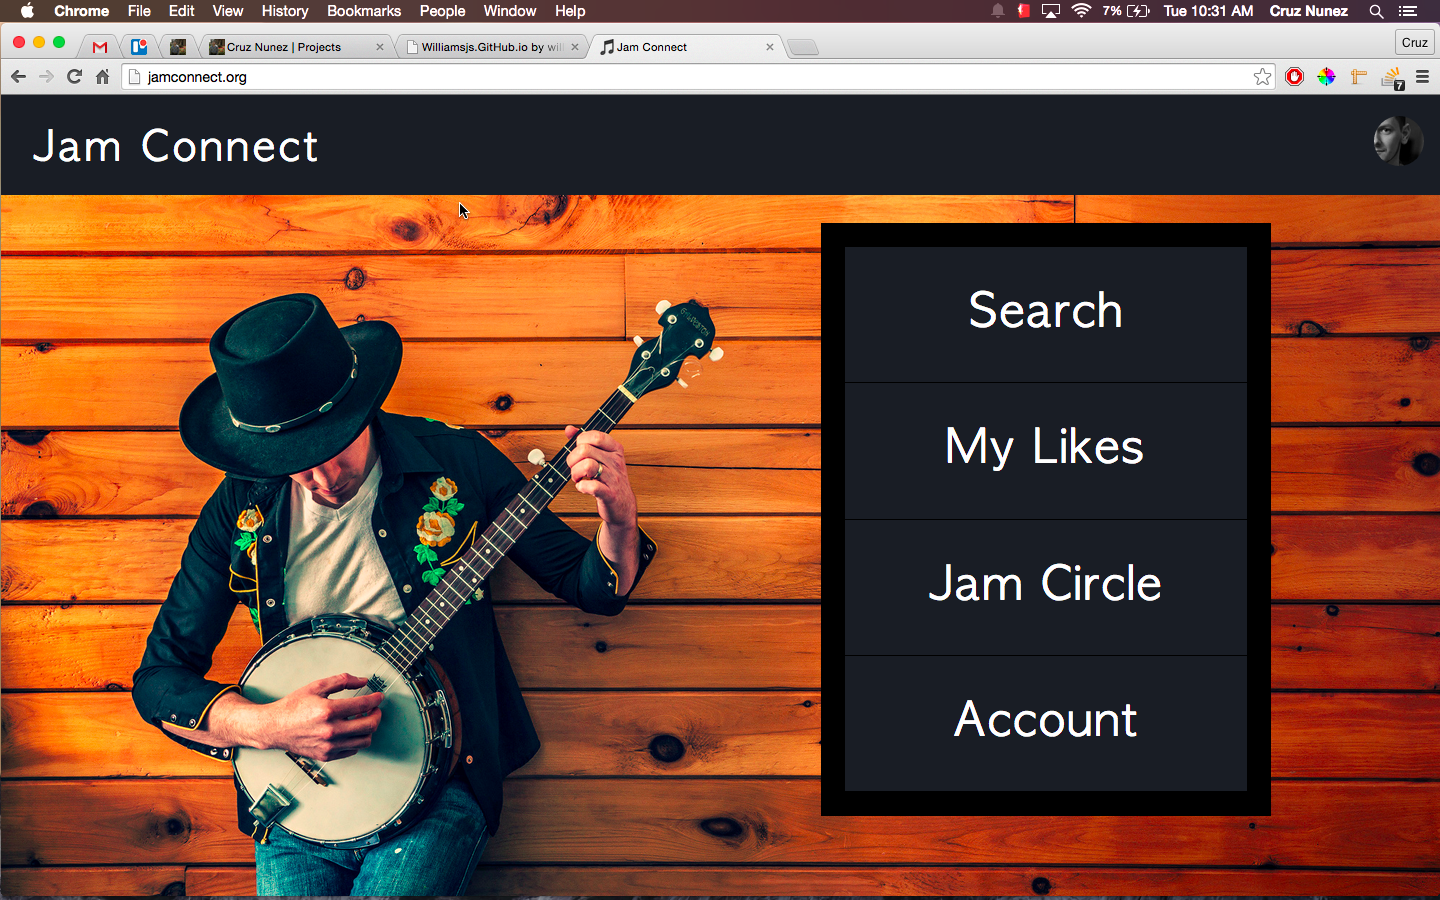 Chrome File Edit View History Bookmarks People Window Help 7% Tue 10:31 AM Cruz Nunez
Cruz Nunez | Projects Williamsjs.GitHub.io by will Jam Connect Cruz
jamconnect.org 7
Jam Connect
Search
My Likes
Jam Circle
Account